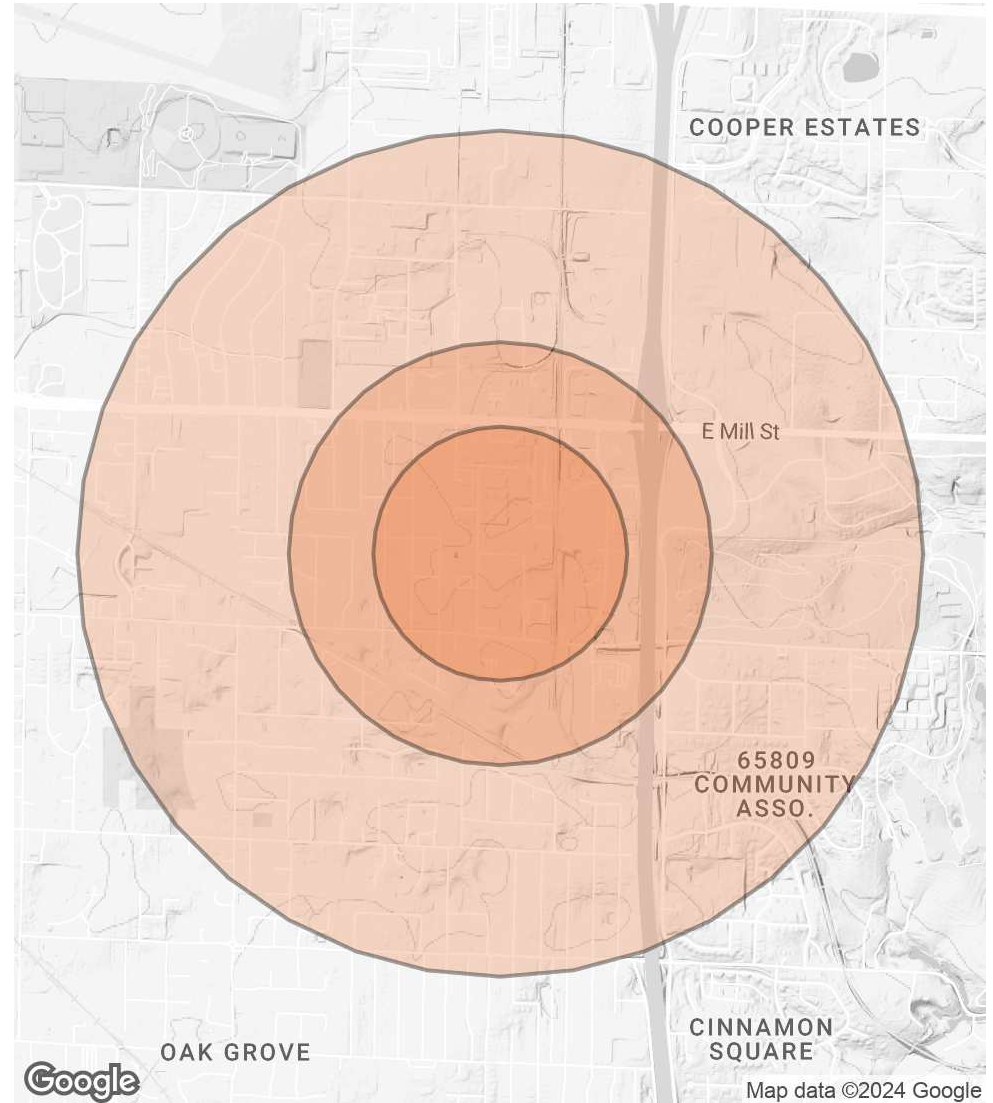 COOPER ESTATES
E Mill St
65809
COMMUNITY
ASSO.
CINNAMON
SQUARE
OAK GROVE
Google
Map data ©2024 Google